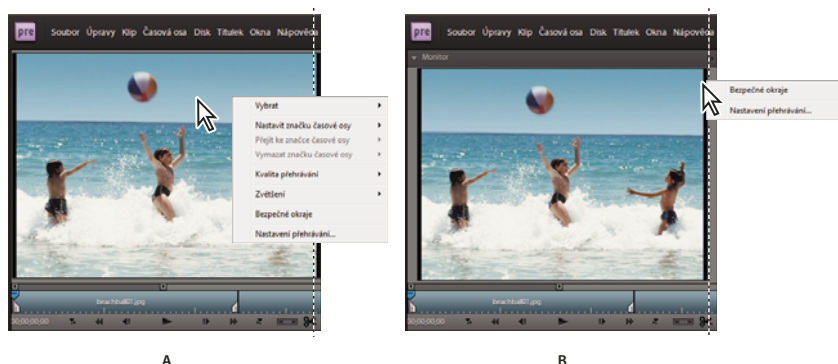 pre Soubor Úpravy Klip Časová osa Disk Titulek Okna Nápověda
Vybrat
Nastavit značku časové osy
Přejít ke značce časové osy
Vymazat značku časové osy
Kvalita přehrávání
Zvětšení
Bezpečné okraje
Nastavení přehrávání...
beachball01.jpg
00;00;00;00
A
pre Soubor Úpravy Klip Časová osa Disk Titulek Okna Nápověda
Monitor
Bezpečné okraje
Nastavení přehrávání...
beachball01.jpg
00;00;00;00
B